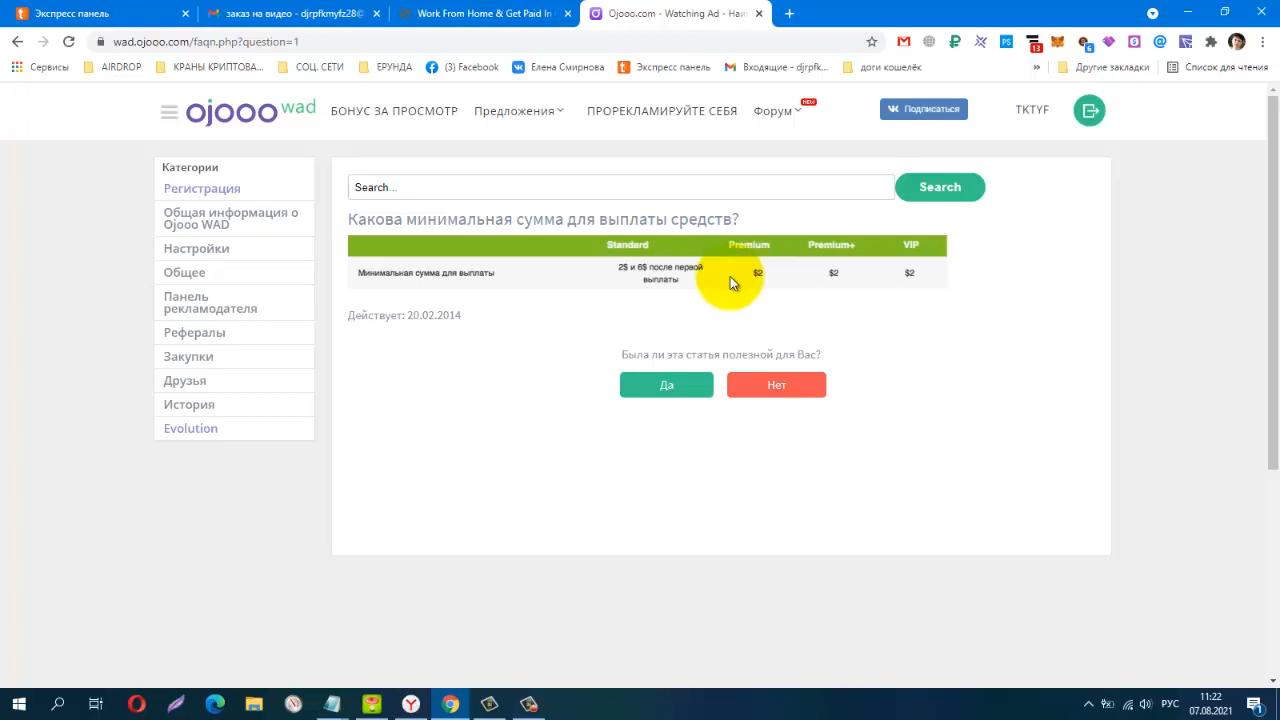 Экспресс панель
заказ на видео - djrpfkmyfz28@
Work From Home & Get Paid In
Ojooo.com - Watching Ad - Наи
wad.ojooo.com/faqn.php?question=1
13
6
Сервисы
AIRDROP
КРАНЫ КРИПТОВА...
СОЦ. СЕТИ
ЕРУНДА
(3) Facebook
Елена Смирнова
Экспресс панель
Входящие - djrpfk...
доги кошелёк
»
Другие закладки
Список для чтения
ojooo wad
БОНУС ЗА ПРОСМОТР
Предложения
ПРОРЕКЛАМИРУЙТЕ СЕБЯ
Форум
NEW
Подписаться
TKTYF
Категории
Регистрация
Общая информация о
Ojooo WAD
Настройки
Общее
Панель
рекламодателя
Рефералы
Закупки
Друзья
История
Evolution
Search...
Search
Какова минимальная сумма для выплаты средств?
Standard Premium Premium+ VIP
Минимальная сумма для выплаты
2$ и 6$ после первой
выплаты
$2 $2 $2
Действует: 20.02.2014
Была ли эта статья полезной для Вас?
Да
Нет
РУС
11:22
07.08.2021